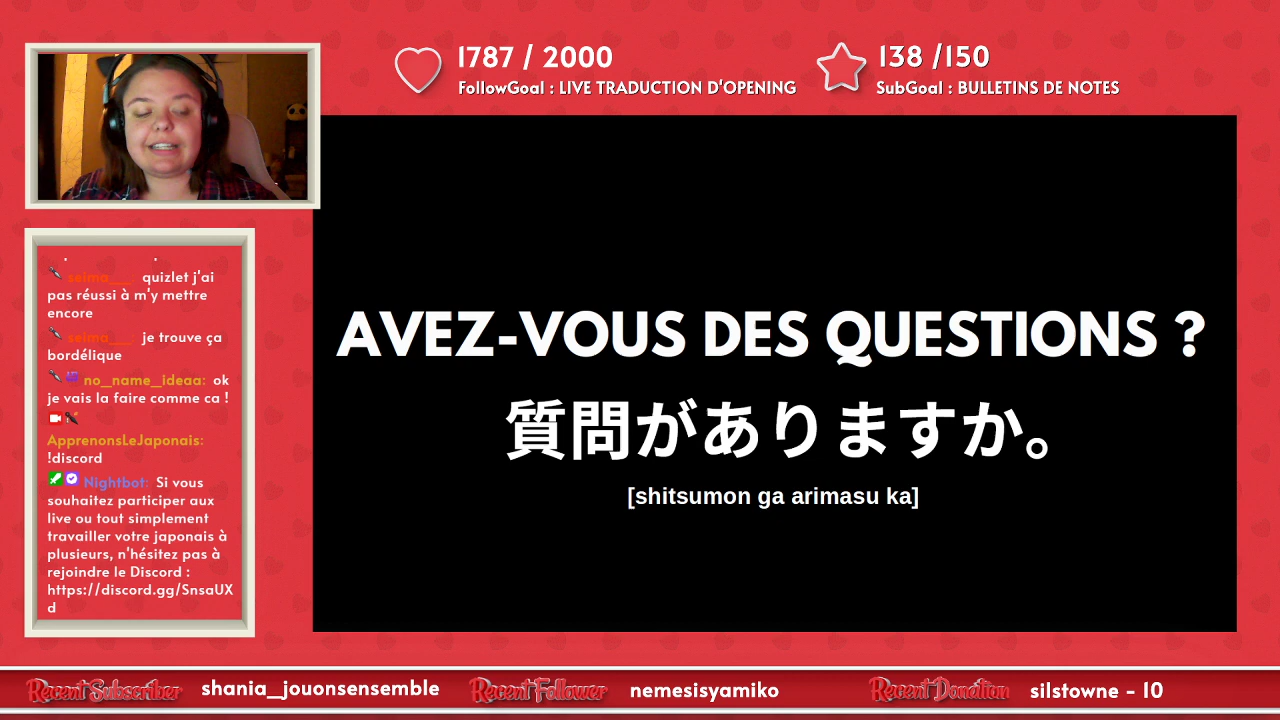 1787 / 2000
FollowGoal : LIVE TRADUCTION D'OPENING
138 /150
SubGoal : BULLETINS DE NOTES
seima___ quizlet j'ai
pas réussi à m'y mettre
encore
seima___ je trouve ça
bordélique
no_name_ideaa: ok
je vais la faire comme ca !
ApprenonsLeJaponais:
!discord
Nightbot: Si vous
souhaitez participer aux
live ou tout simplement
travailler votre japonais à
plusieurs, n'hésitez pas à
rejoindre le Discord :
https://discord.gg/SnsaUX
d
AVEZ-VOUS DES QUESTIONS ?
質問がありますか。
[shitsumon ga arimasu ka]
Recent Subscriber shania_jouonsensemble
Recent Follower nemesisyamiko
Recent Donation silstowne - 10